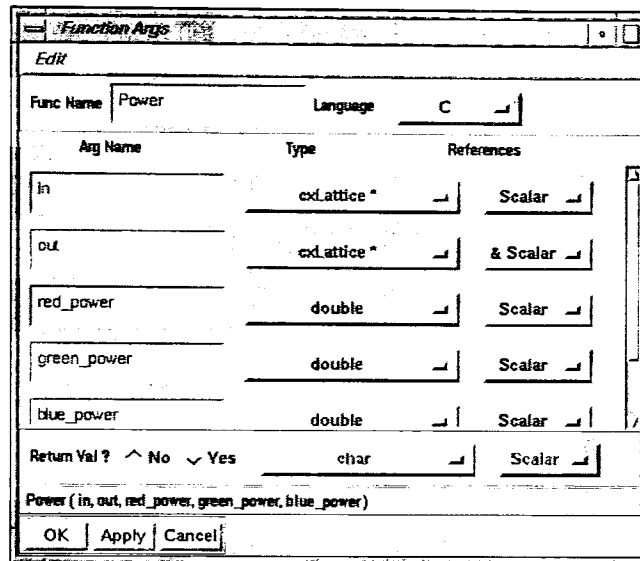 Function Args
Edit
Func Name Power Language C
Arg Name Type References
in cxLattice * Scalar
out cxLattice * & Scalar
red_power double Scalar
green_power double Scalar
blue_power double Scalar
Return Val ? No Yes char Scalar
Power ( in, out, red_power, green_power, blue_power )
OK Apply Cancel